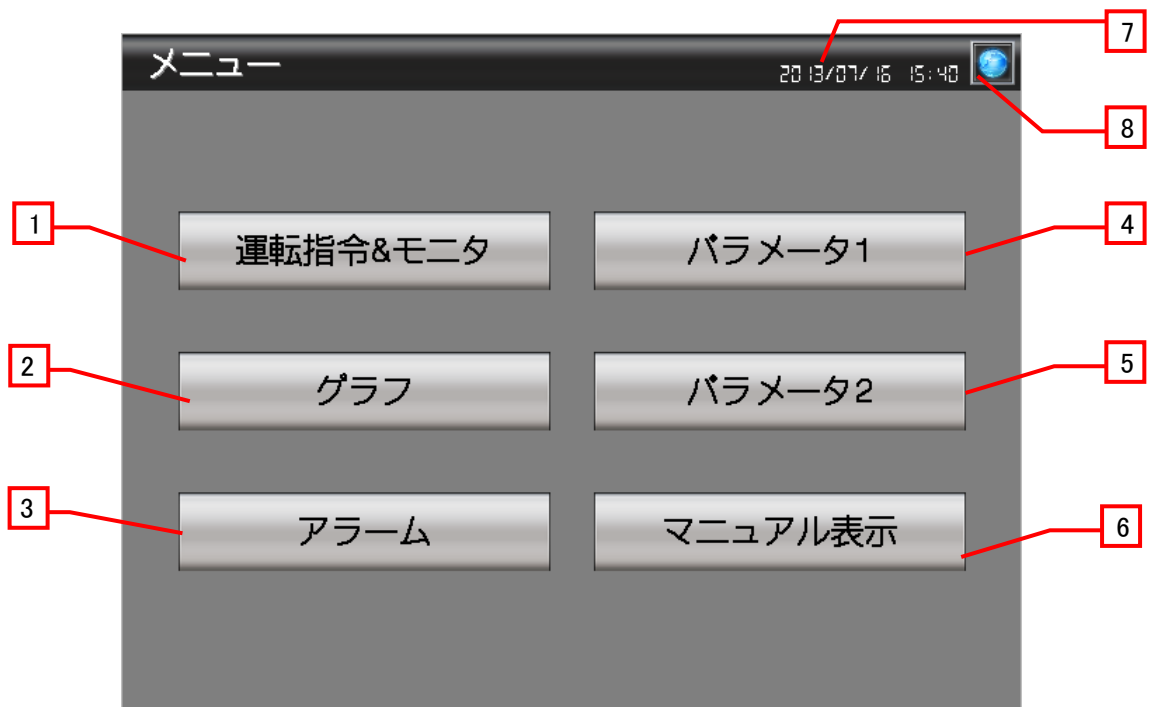 7
メニュー
2013/07/16 15:40
8
1
運転指令&モニタ
パラメータ1
4
2
グラフ
パラメータ2
5
3
アラーム
マニュアル表示
6